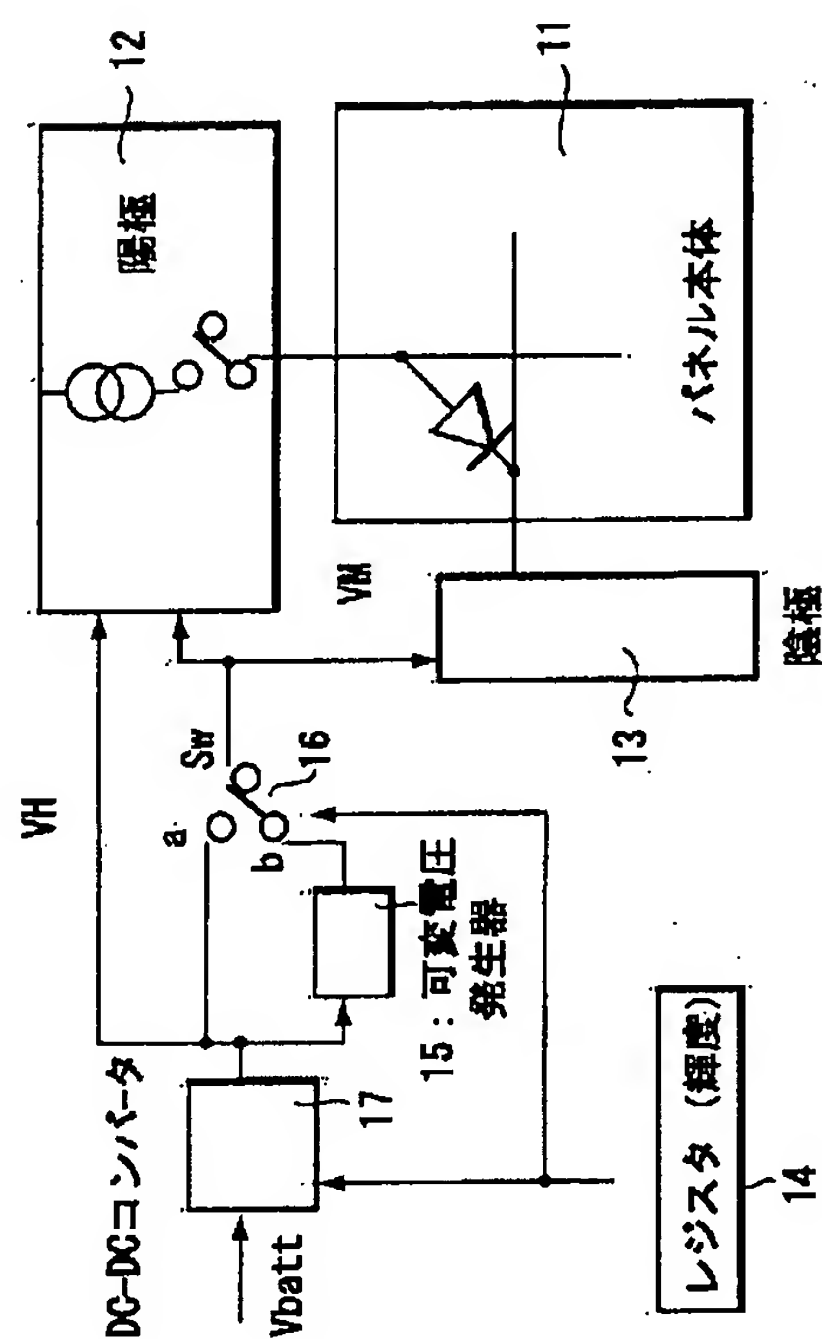 12
陽極
11
パネル本体
VH
VM
Sw
16
a
b
13
陰極
15：可変電圧
発生器
DC-DCコンバータ
17
Vbatt
レジスタ（輝度）
14